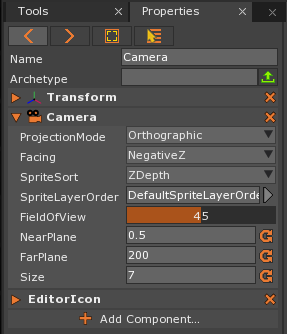 Tools
Properties
Name Camera
Archetype
Transform
Camera
ProjectionMode Orthographic
Facing NegativeZ
SpriteSort ZDepth
SpriteLayerOrder DefaultSpriteLayerOrde
FieldOfView 45
NearPlane 0.5
FarPlane 200
Size 7
EditorIcon
Add Component...